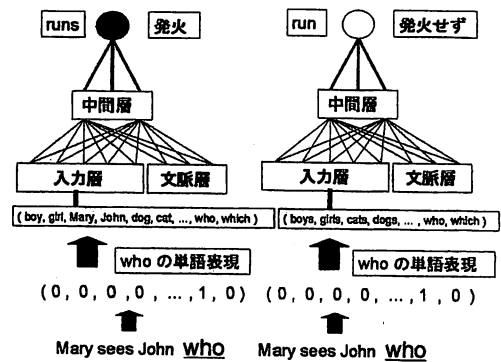 runs
発火
中間層
入力層
文脈層
( boy, girl, Mary, John, dog, cat, ..., who, which )
who の単語表現
( 0, 0, 0, 0, ...,1, 0)
Mary sees John who
run
発火せず
中間層
入力層
文脈層
( boys, girls, cats, dogs, ... , who, which )
who の単語表現
( 0, 0, 0, 0, ...,1, 0)
Mary sees John who